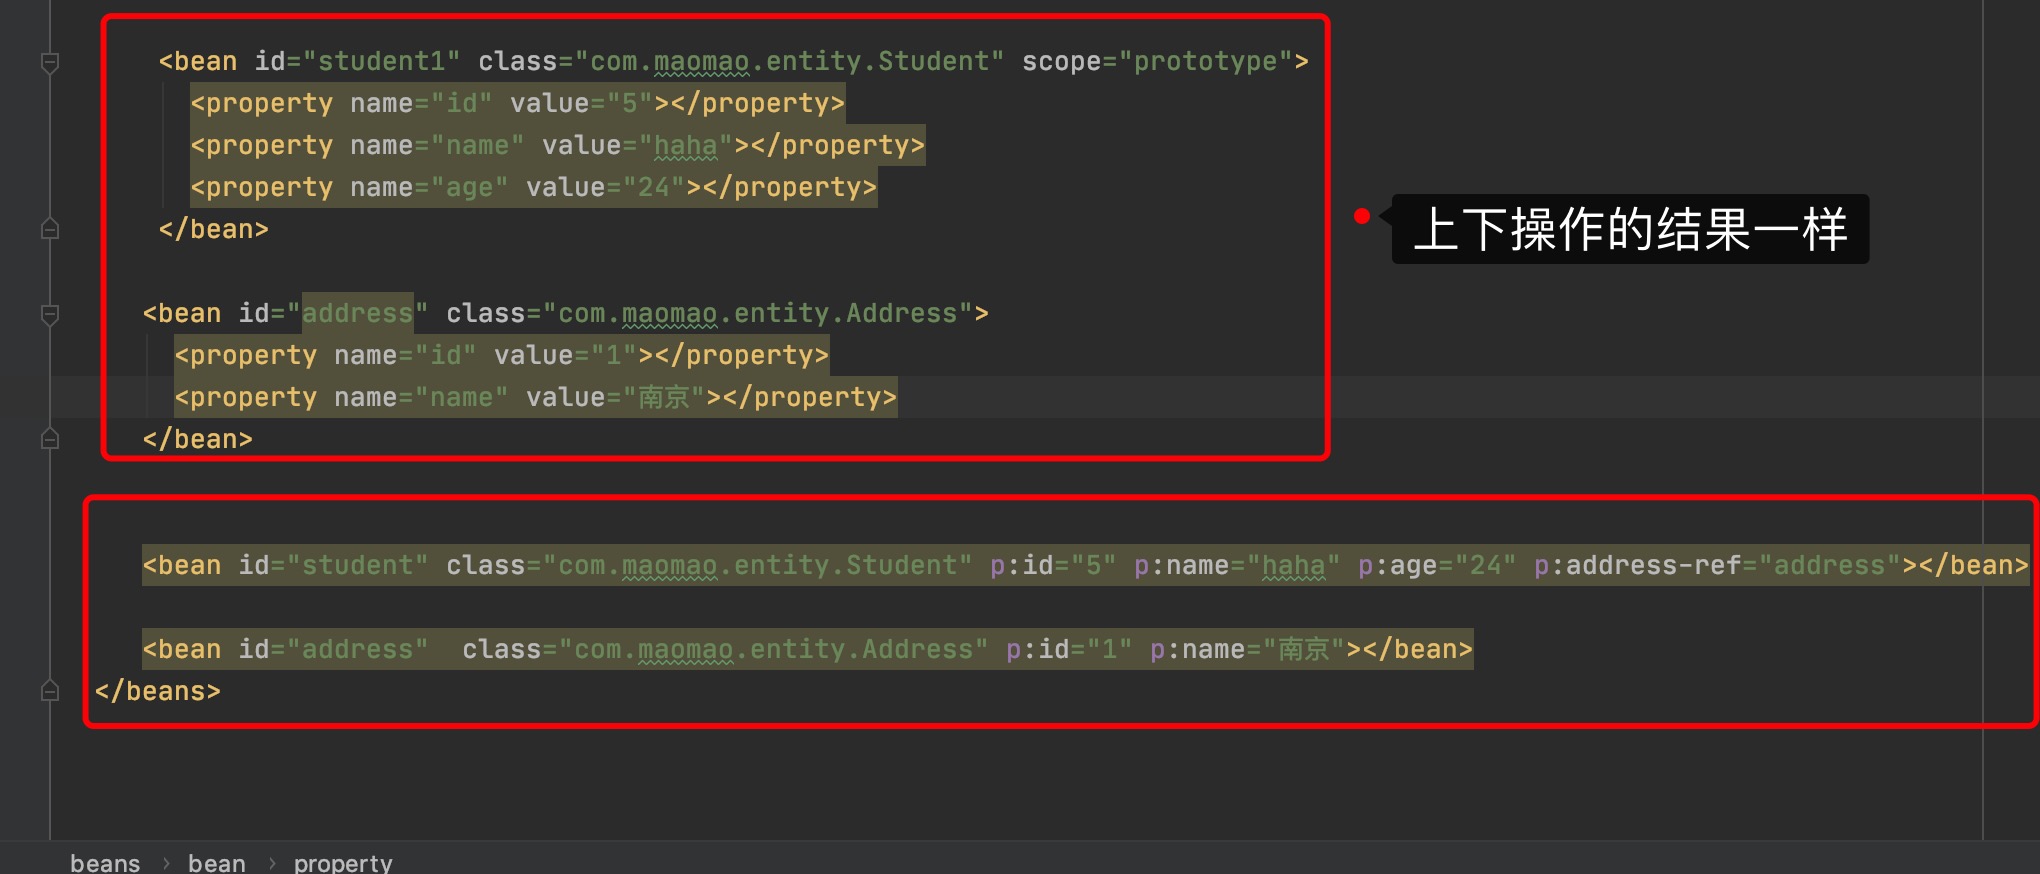 <bean id="student1" class="com.maomao.entity.Student" scope="prototype">
<property name="id" value="5"></property>
<property name="name" value="haha"></property>
<property name="age" value="24"></property>
</bean>
上下操作的结果一样
<bean id="address" class="com.maomao.entity.Address">
<property name="id" value="1"></property>
<property name="name" value="南京"></property>
</bean>
<bean id="student" class="com.maomao.entity.Student" p:id="5" p:name="haha" p:age="24" p:address-ref="address"></bean>
<bean id="address"  class="com.maomao.entity.Address" p:id="1" p:name="南京"></bean>
</beans>
beans › bean › property